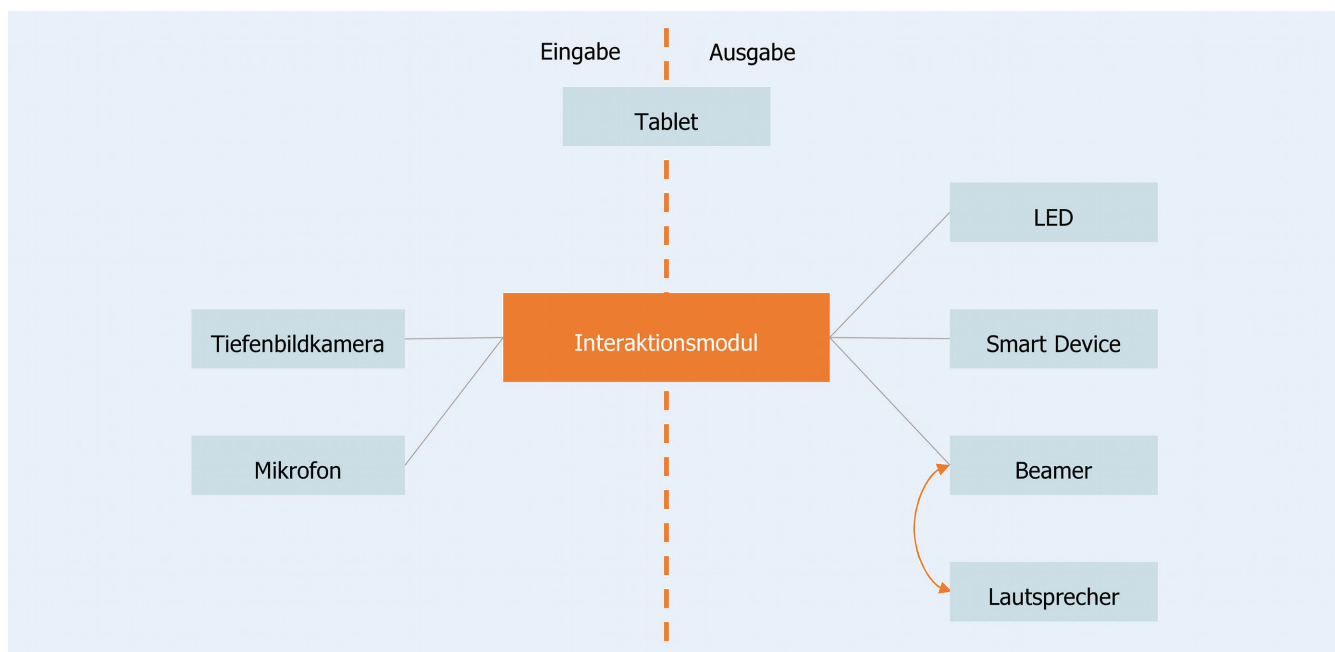 Eingabe
Ausgabe
Tablet
LED
Tiefenbildkamera
Interaktionsmodul
Smart Device
Mikrofon
Beamer
Lautsprecher